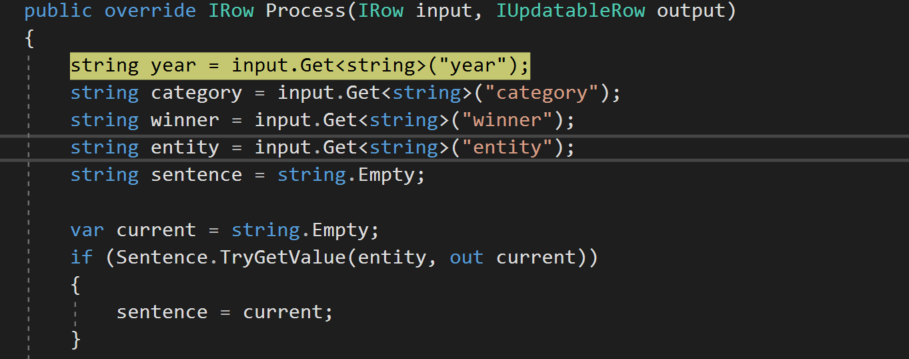 public override IRow Process(IRow input, IUpdatableRow output)
{
string year = input.Get<string>("year");
string category = input.Get<string>("category");
string winner = input.Get<string>("winner");
string entity = input.Get<string>("entity");
string sentence = string.Empty;
var current = string.Empty;
if (Sentence.TryGetValue(entity, out current))
{
sentence = current;
}